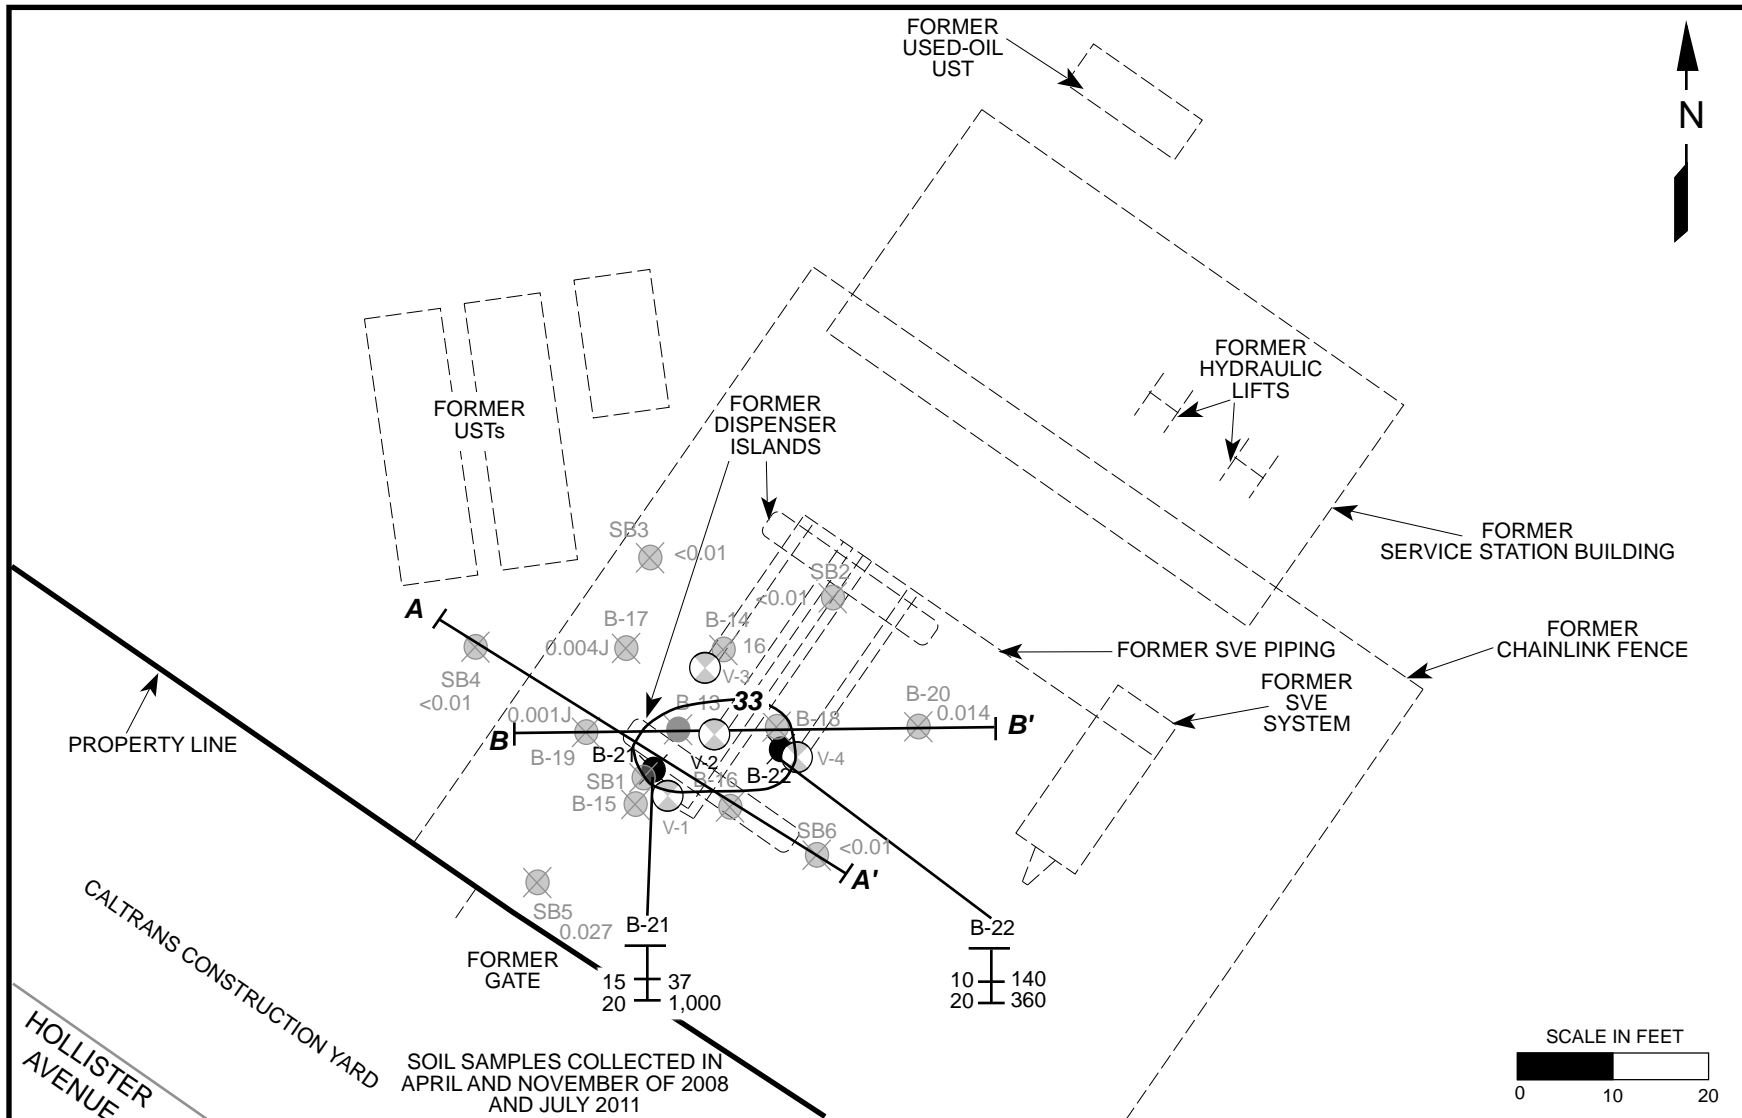 FORMER
USED-OIL
UST
N
FORMER
HYDRAULIC
LIFTS
FORMER
USTs
FORMER
DISPENSER
ISLANDS
FORMER
SERVICE STATION BUILDING
SB3
<0.01
SB2
<0.01
A
B-17
0.004J
B-14
16
V-3
SB4
<0.01
FORMER SVE PIPING
FORMER
CHAINLINK FENCE
FORMER
SVE
SYSTEM
PROPERTY LINE
0.001J
B-13
33
B-18
B-20
0.014
B
B'
B-19
B-21
V-2
B-22
V-4
SB1
B-16
B-15
V-1
SB6
<0.01
A'
SB5
0.027
B-21
15 37
20 1,000
B-22
10 140
20 360
FORMER
GATE
CALTRANS CONSTRUCTION YARD
HOLLISTER
AVENUE
SOIL SAMPLES COLLECTED IN
APRIL AND NOVEMBER OF 2008
AND JULY 2011
SCALE IN FEET
0 10 20